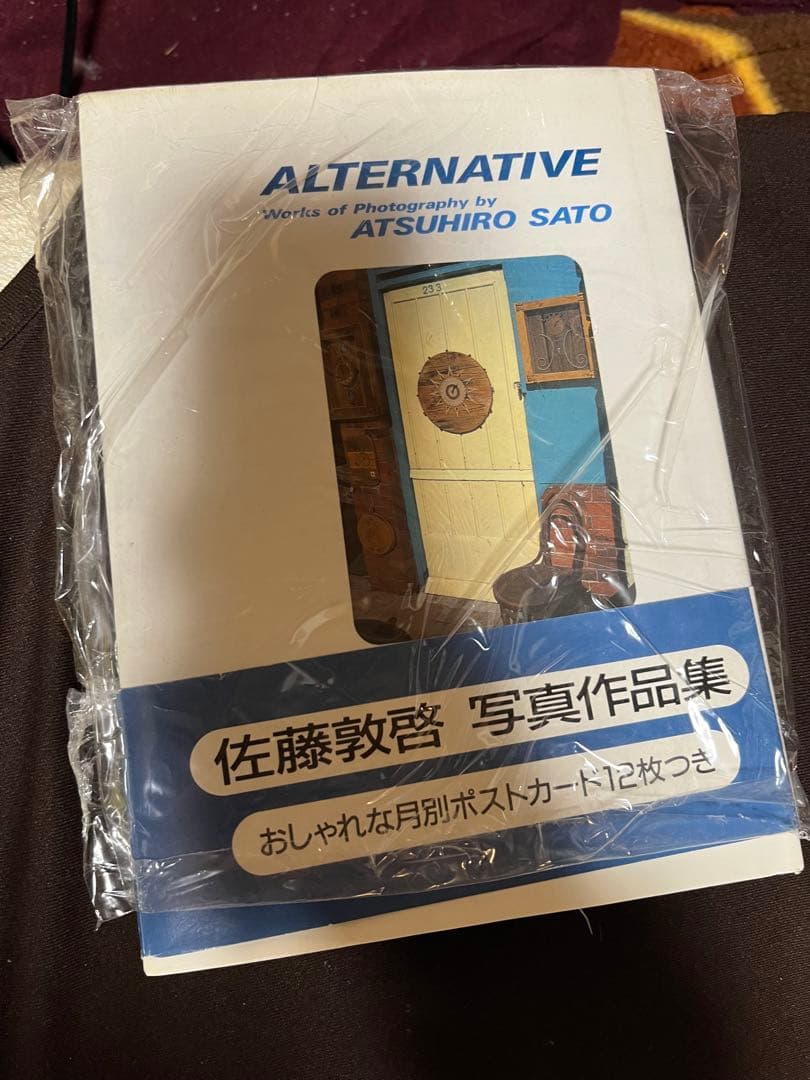 ALTERNATIVE
Works of Photography by
ATSUHIRO SATO
233
佐藤敦啓 写真作品集
おしゃれな月別ポストカード12枚つき